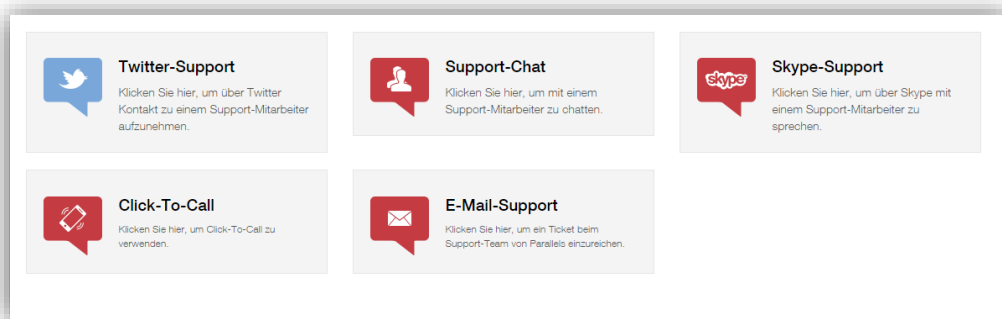 Twitter-Support
Klicken Sie hier, um über Twitter
Kontakt zu einem Support-Mitarbeiter
aufzunehmen.
Support-Chat
Klicken Sie hier, um mit einem
Support-Mitarbeiter zu chatten.
skype
Skype-Support
Klicken Sie hier, um über Skype mit
einem Support-Mitarbeiter zu
sprechen.
Click-To-Call
Klicken Sie hier, um Click-To-Call zu
verwenden.
E-Mail-Support
Klicken Sie hier, um ein Ticket beim
Support-Team von Parallels einzureichen.